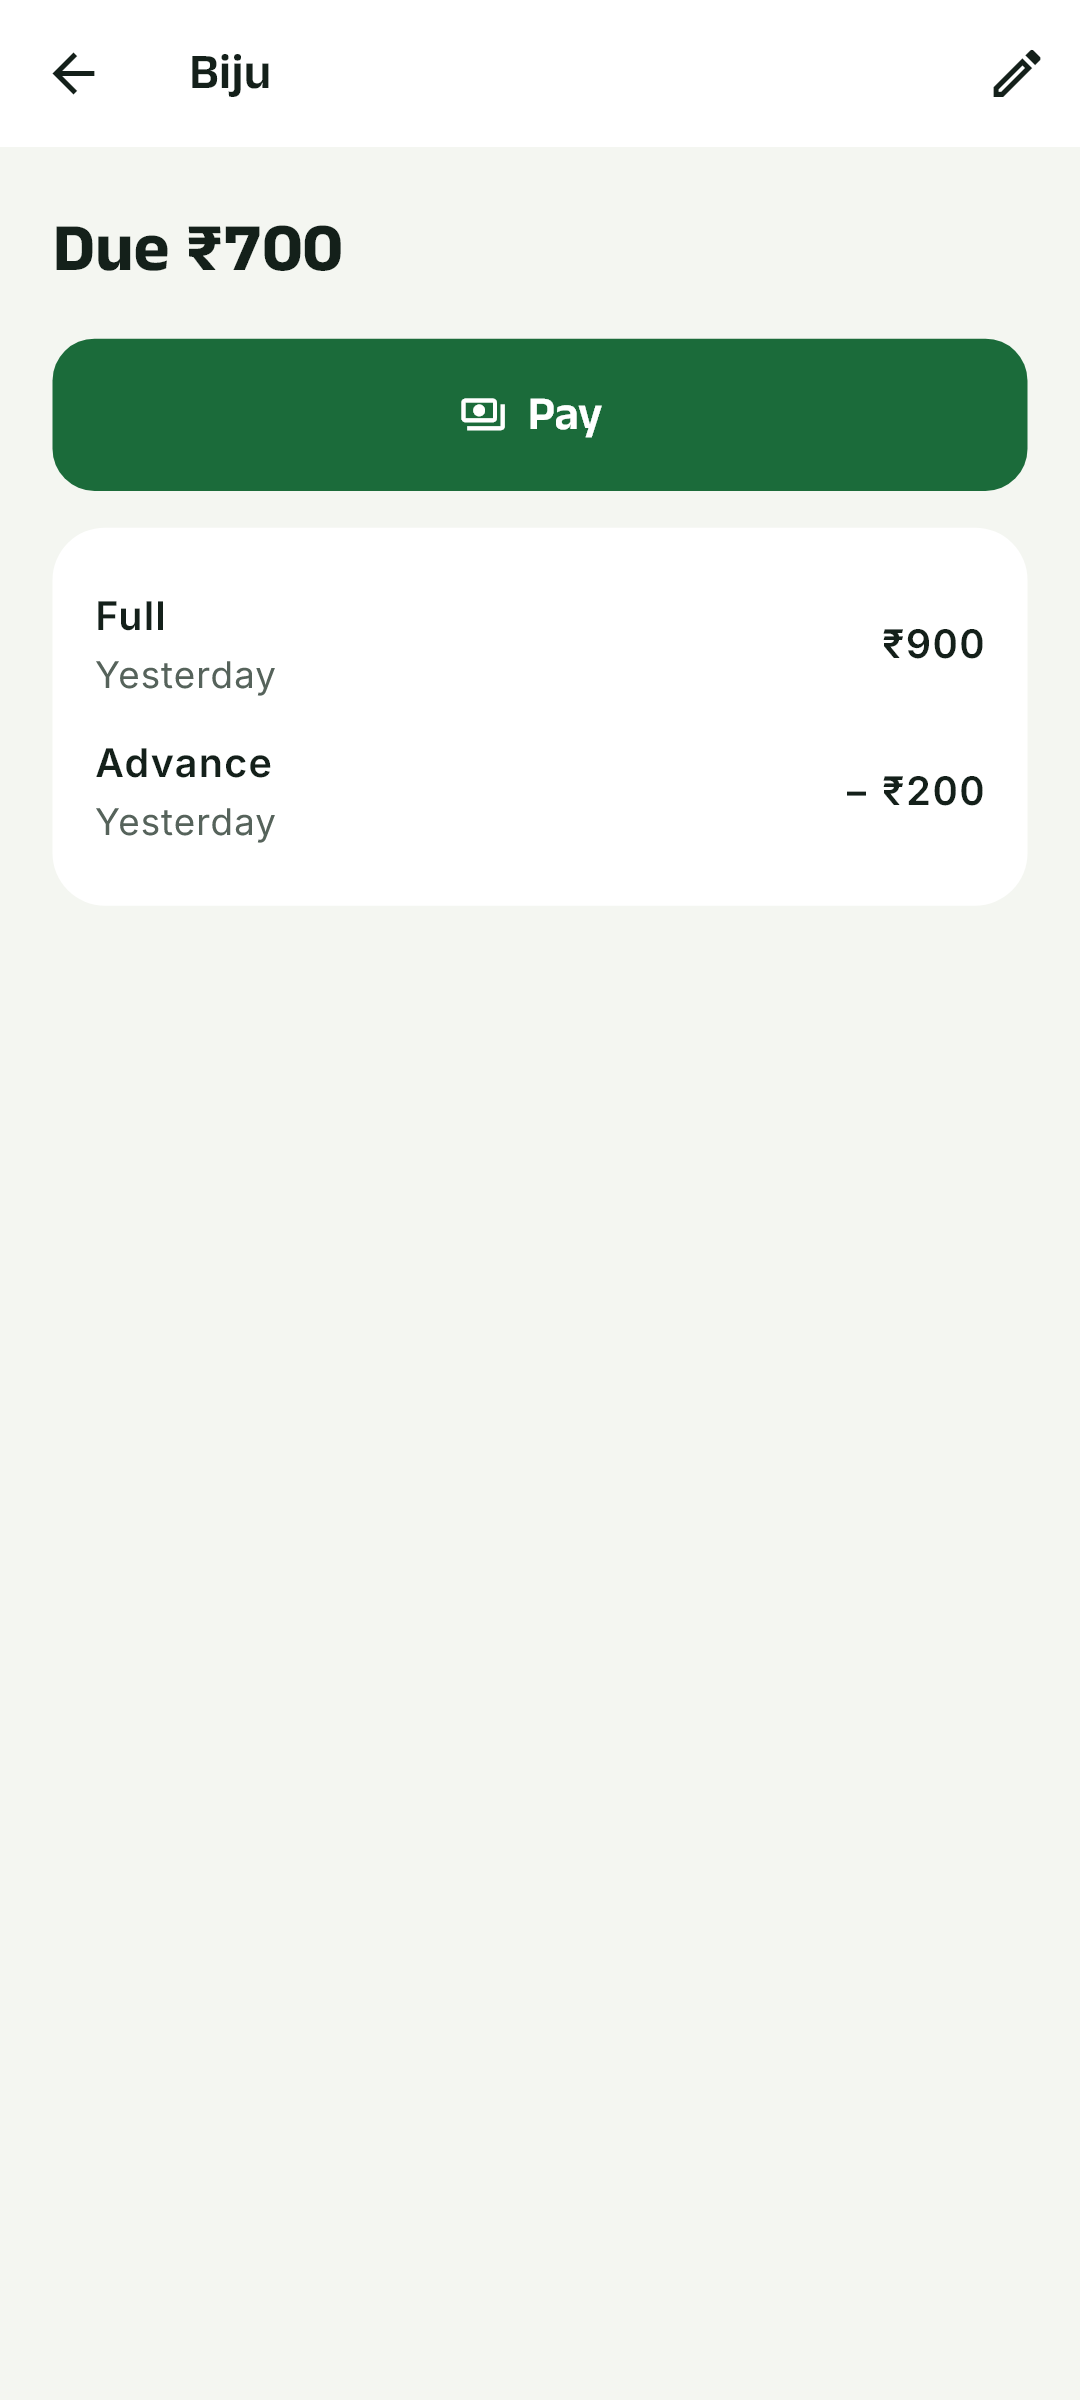 Biju
Due ₹700
Pay
Full
₹900
Yesterday
Advance
– ₹200
Yesterday